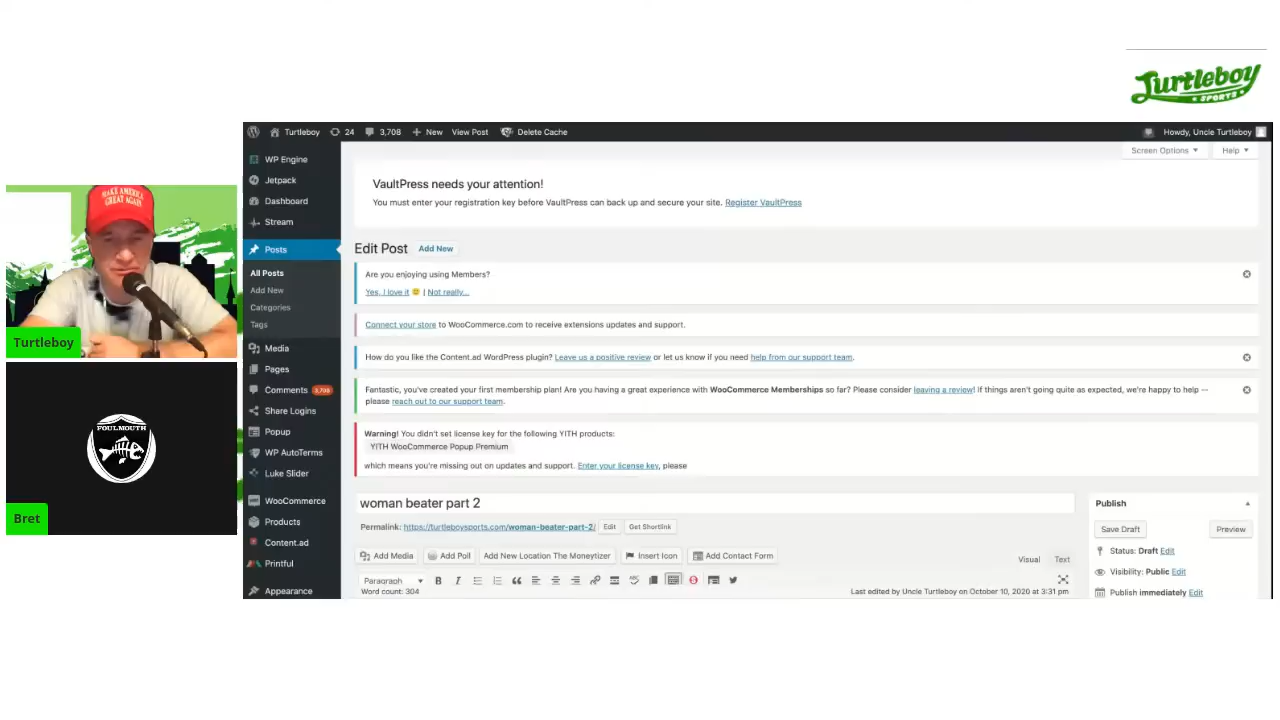 Turtleboy
SPORTS
Turtleboy 24 3,708 New View Post Delete Cache Howdy, Uncle Turtleboy
Screen Options Help
WP Engine
Jetpack
Dashboard
Stream
Posts
All Posts
Add New
Categories
Tags
Media
Pages
Comments 3,708
Share Logins
Popup
WP AutoTerms
Luke Slider
WooCommerce
Products
Content.ad
Printful
Appearance
VaultPress needs your attention!
You must enter your registration key before VaultPress can back up and secure your site. Register VaultPress
Edit Post Add New
Are you enjoying using Members?
Yes, I love it | Not really...
Connect your store to WooCommerce.com to receive extensions updates and support.
How do you like the Content.ad WordPress plugin? Leave us a positive review or let us know if you need help from our support team.
Fantastic, you've created your first membership plan! Are you having a great experience with WooCommerce Memberships so far? Please consider leaving a review! If things aren't going quite as expected, we're happy to help --
please reach out to our support team.
Warning! You didn't set license key for the following YITH products:
YITH WooCommerce Popup Premium
which means you're missing out on updates and support. Enter your license key, please
woman beater part 2
Permalink: https://turtleboysports.com/woman-beater-part-2/ Edit Get Shortlink
Add Media Add Poll Add New Location The Moneytizer Insert Icon Add Contact Form Visual Text
Paragraph B I
Word count: 304 Last edited by Uncle Turtleboy on October 10, 2020 at 3:31 pm
Publish
Save Draft Preview
Status: Draft Edit
Visibility: Public Edit
Publish immediately Edit
MAKE AMERICA
GREAT AGAIN
Turtleboy
FOULMOUTH
Bret